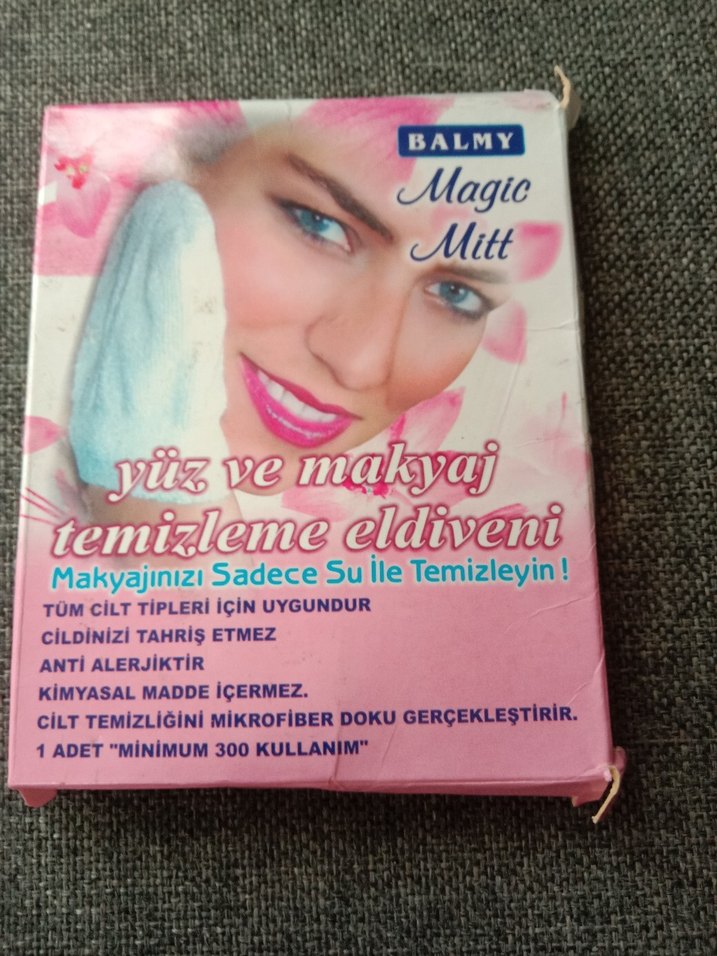 BALMY
Magic
Mitt
yüz ve makyaj
temizleme eldiveni
Makyajınızı Sadece Su İle Temizleyin !
TÜM CİLT TİPLERİ İÇİN UYGUNDUR
CİLDİNİZİ TAHRİŞ ETMEZ
ANTİ ALERJİKTİR
KİMYASAL MADDE İÇERMEZ.
CİLT TEMİZLİĞİNİ MİKROFİBER DOKU GERÇEKLEŞTİRİR.
1 ADET "MİNİMUM 300 KULLANIM"